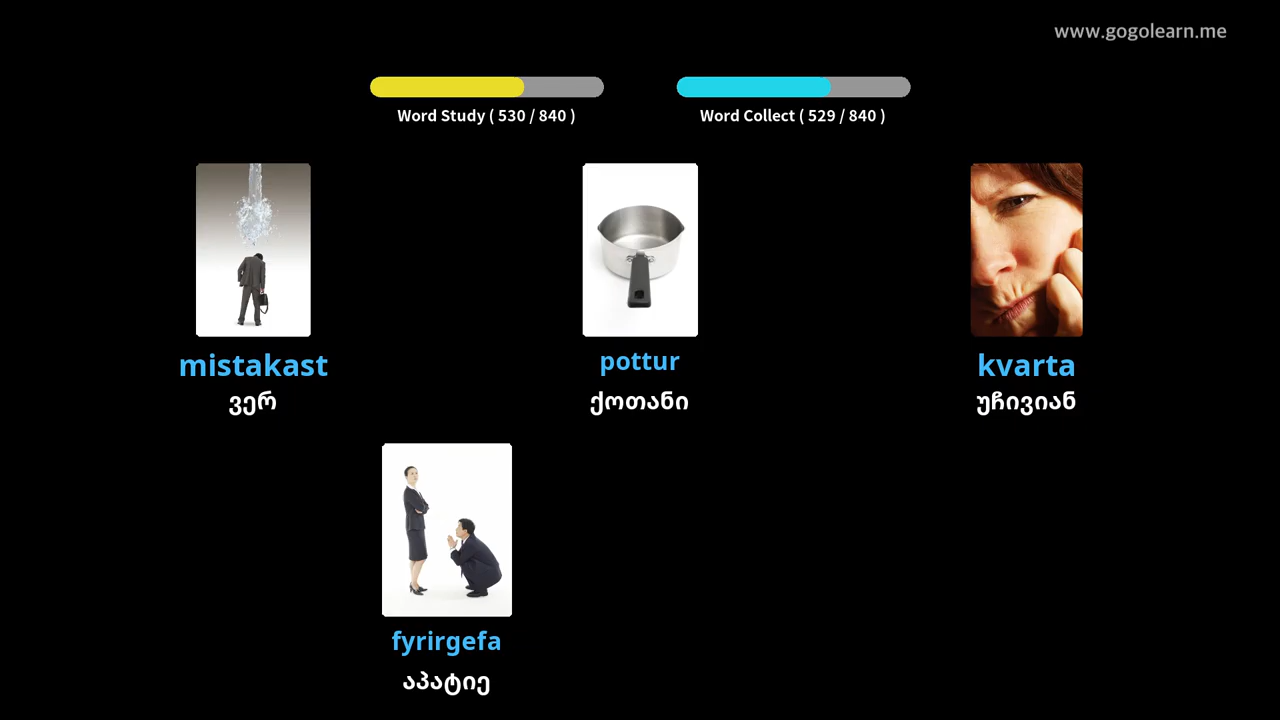 www.gogolearn.me
Word Study ( 530 / 840 )
Word Collect ( 529 / 840 )
mistakast
ვერ
pottur
ქოთანი
kvarta
უჩივიან
fyrirgefa
აპატიე